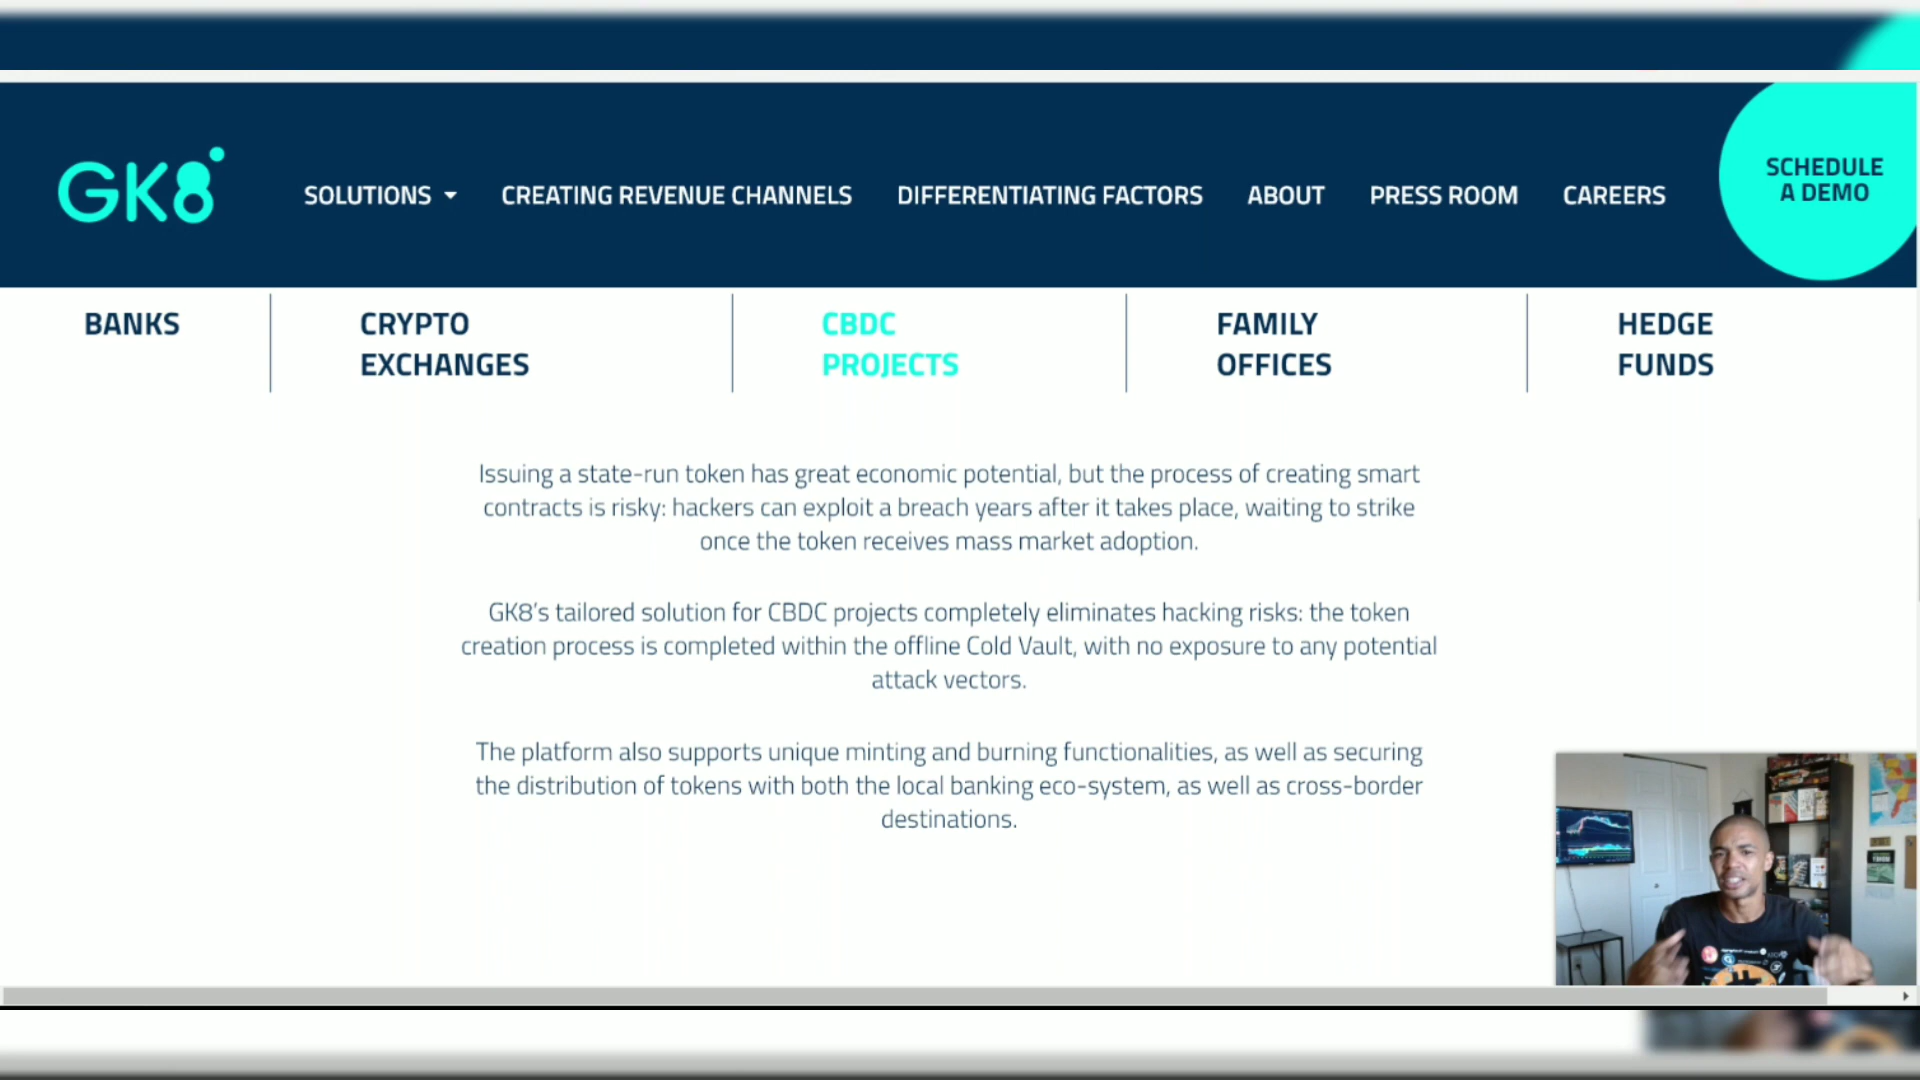 GK8
SOLUTIONS
CREATING REVENUE CHANNELS
DIFFERENTIATING FACTORS
ABOUT
PRESS ROOM
CAREERS
SCHEDULE
A DEMO
BANKS
CRYPTO
EXCHANGES
CBDC
PROJECTS
FAMILY
OFFICES
HEDGE
FUNDS
Issuing a state-run token has great economic potential, but the process of creating smart
contracts is risky: hackers can exploit a breach years after it takes place, waiting to strike
once the token receives mass market adoption.
GK8’s tailored solution for CBDC projects completely eliminates hacking risks: the token
creation process is completed within the offline Cold Vault, with no exposure to any potential
attack vectors.
The platform also supports unique minting and burning functionalities, as well as securing
the distribution of tokens with both the local banking eco-system, as well as cross-border
destinations.